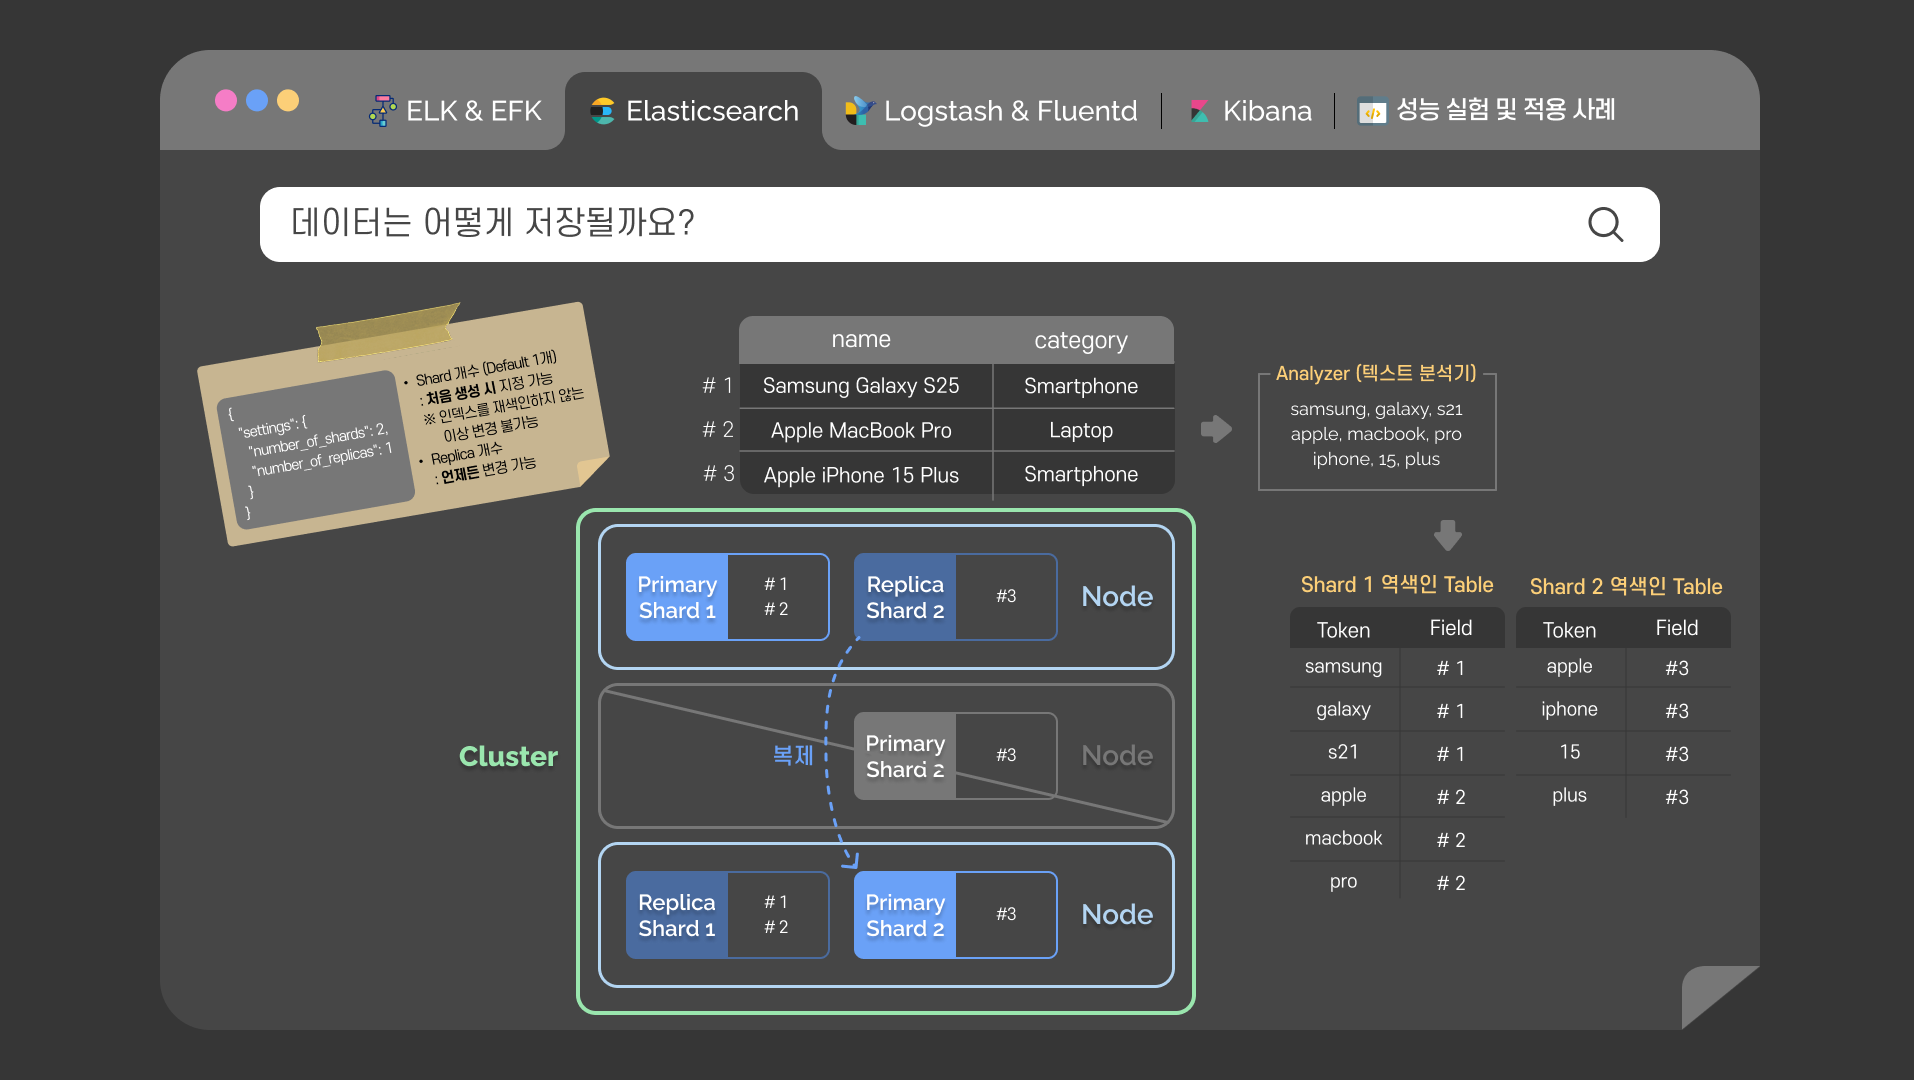 ELK & EFK
Elasticsearch
Logstash & Fluentd
Kibana
성능 실험 및 적용 사례
데이터는 어떻게 저장될까요?
{
"settings": {
"number_of_shards": 2,
"number_of_replicas": 1
}
}
• Shard 개수 (Default 1개)
: 처음 생성 시 지정 가능
※ 인덱스를 재색인하지 않는
이상 변경 불가능
• Replica 개수
: 언제든 변경 가능
name category
# 1 Samsung Galaxy S25 Smartphone
# 2 Apple MacBook Pro Laptop
# 3 Apple iPhone 15 Plus Smartphone
Analyzer (텍스트 분석기)
samsung, galaxy, s21
apple, macbook, pro
iphone, 15, plus
Cluster
Primary
Shard 1
# 1
# 2
Replica
Shard 2
#3
Node
복제
Primary
Shard 2
#3
Node
Replica
Shard 1
# 1
# 2
Primary
Shard 2
#3
Node
Shard 1 역색인 Table
Token Field
samsung # 1
galaxy # 1
s21 # 1
apple # 2
macbook # 2
pro # 2
Shard 2 역색인 Table
Token Field
apple #3
iphone #3
15 #3
plus #3